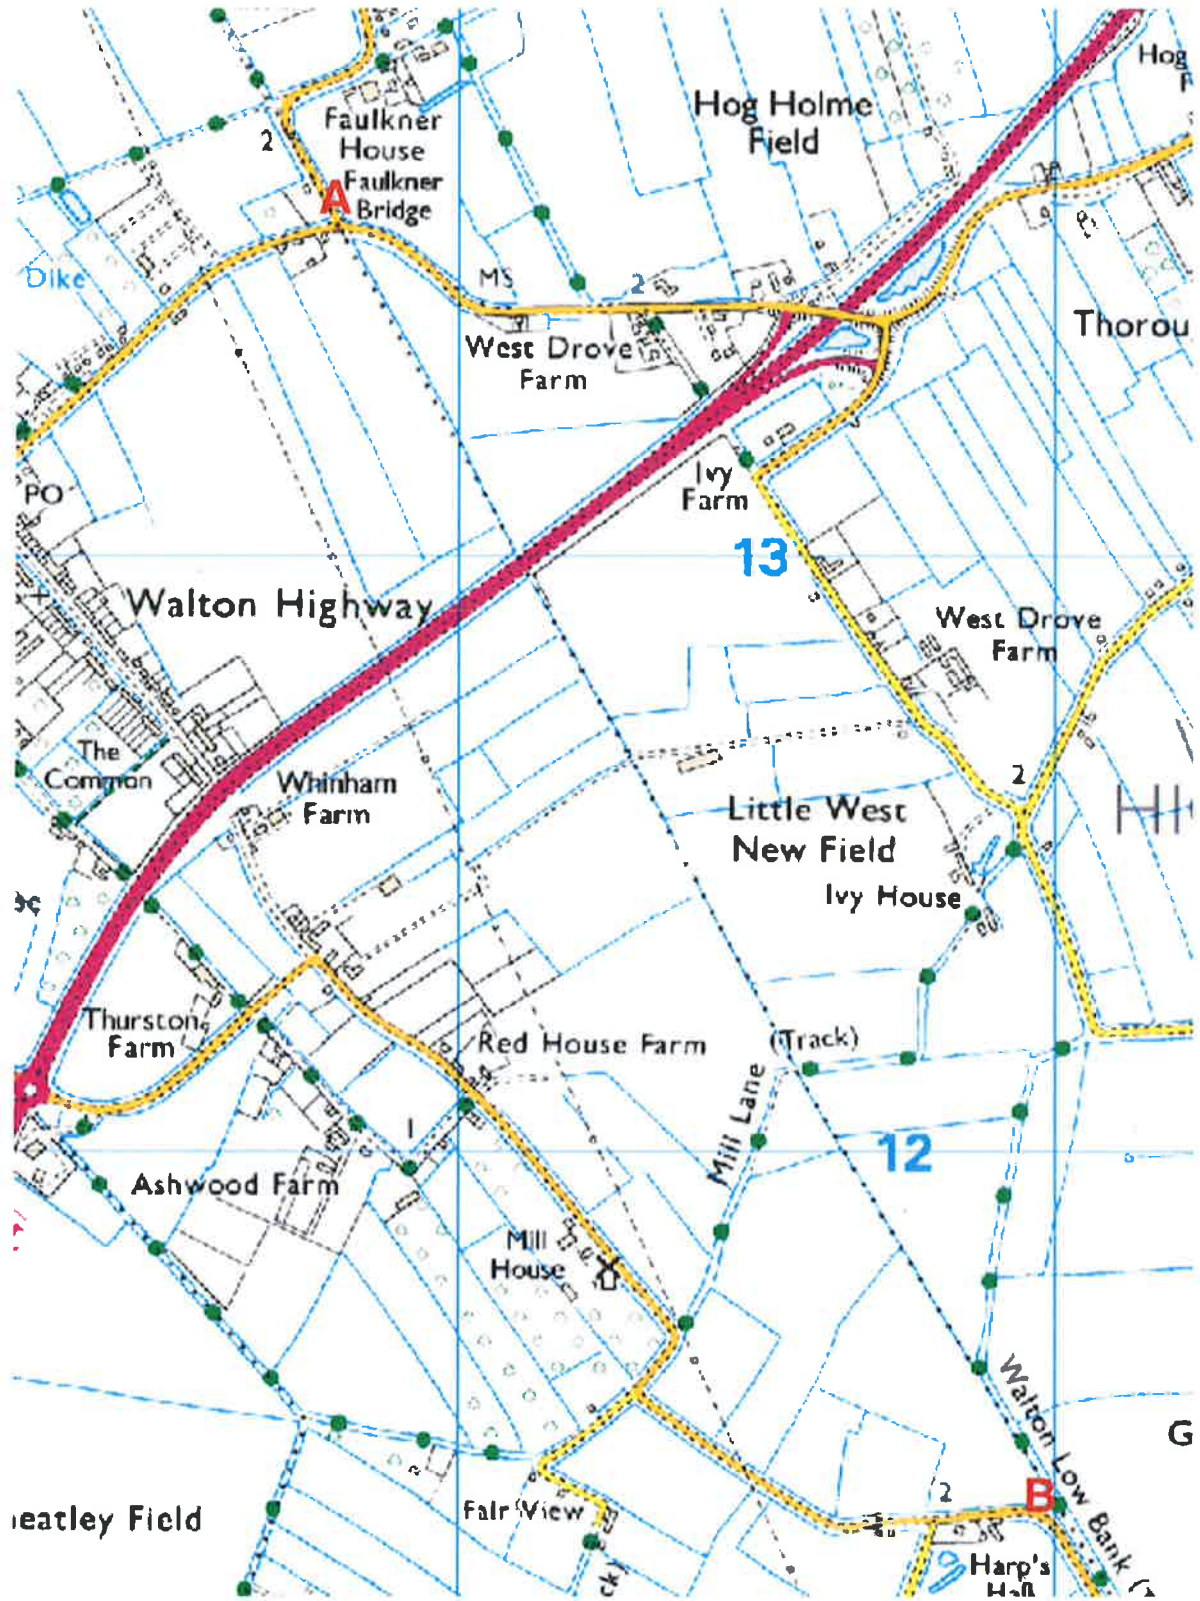 Hog
F
Hog Holme
Field
2
Faulkner
House
A
Faulkner
Bridge
Dike
MS
2
West Drove
Farm
Thorou
PO
Ivy
Farm
13
Walton Highway
West Drove
Farm
The
Common
Whinham
Farm
2
Little West
New Field
HI
Ivy House
Thurston
Farm
Red House Farm
(Track)
Mill Lane
1
12
Ashwood Farm
Mill
House
Walton Low Bank (
G
2
B
Fair View
eatley Field
ck)
Harp's
Hall